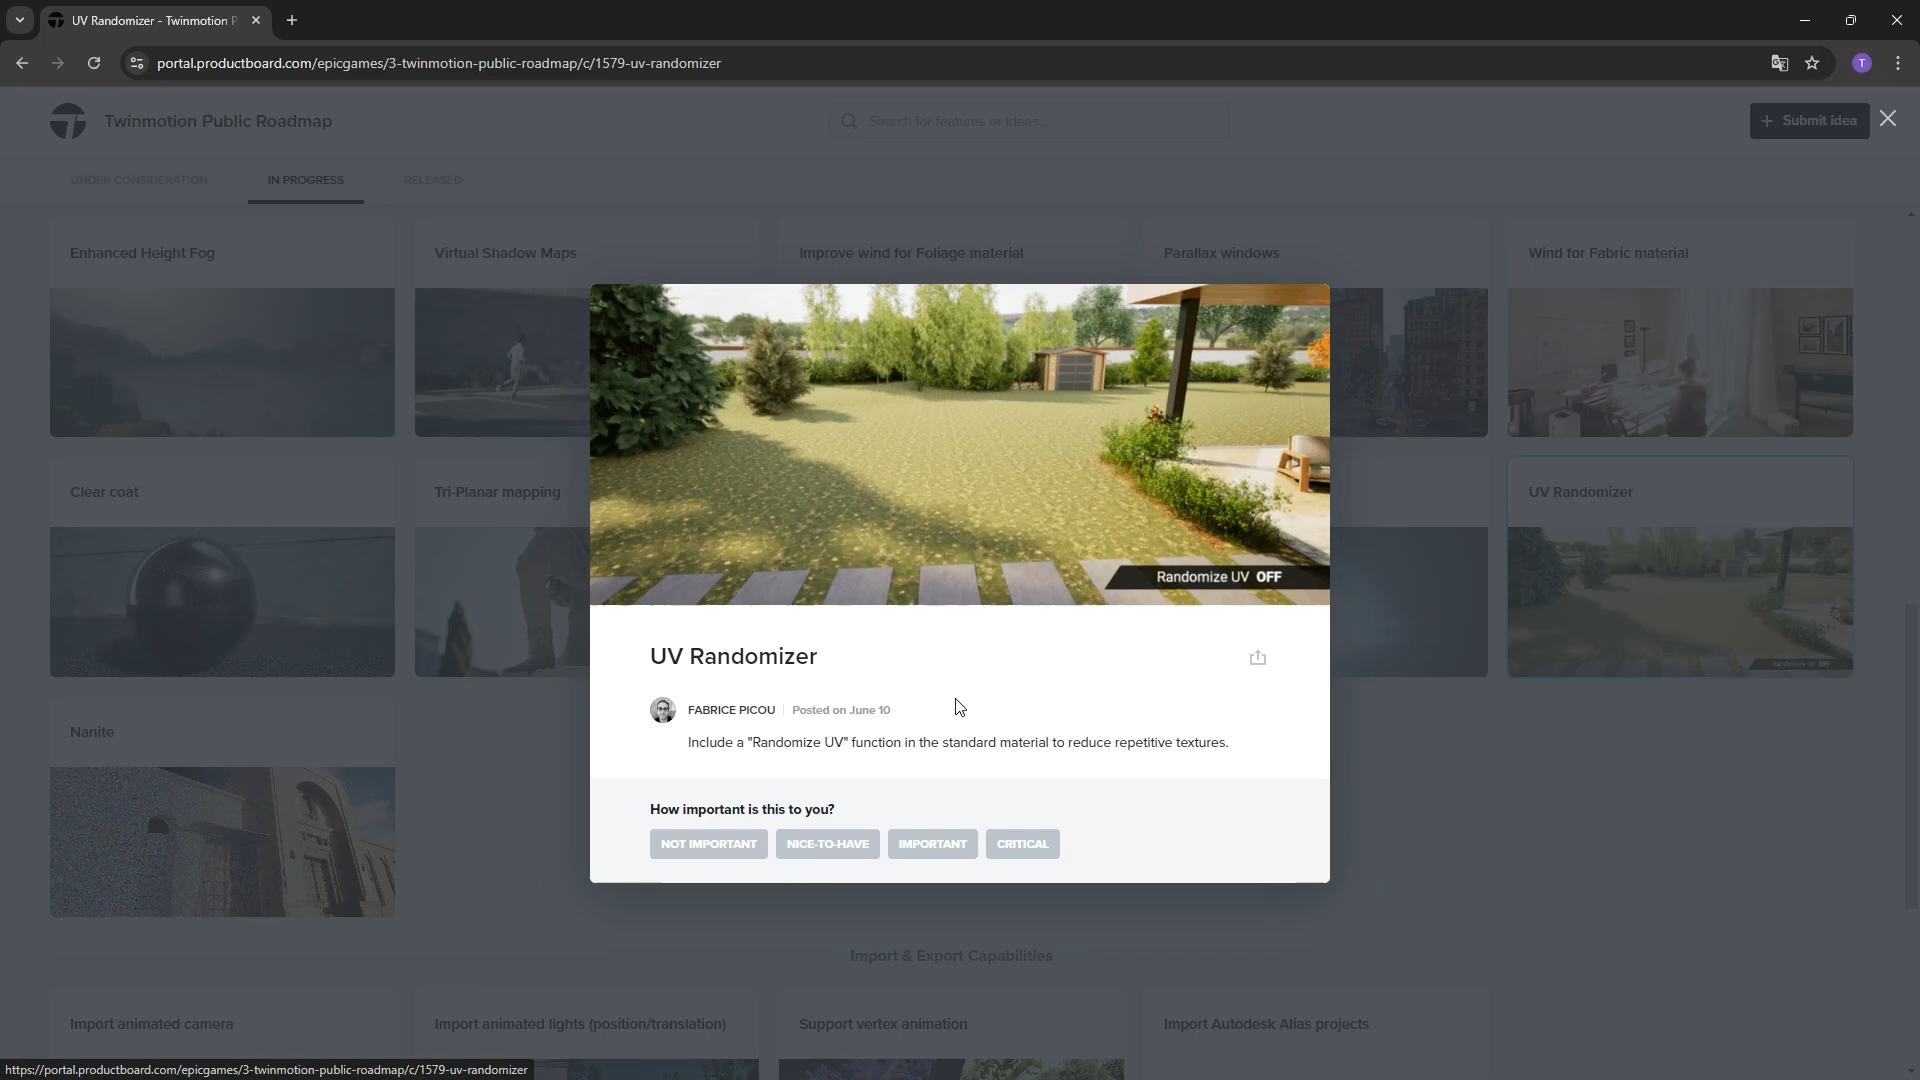 UV Randomizer - Twinmotion P
portal.productboard.com/epicgames/3-twinmotion-public-roadmap/c/1579-uv-randomizer
T
Twinmotion Public Roadmap
Search for features or ideas...
+ Submit idea
UNDER CONSIDERATION
IN PROGRESS
RELEASED
Enhanced Height Fog
Virtual Shadow Maps
Improve wind for Foliage material
Parallax windows
Wind for Fabric material
Clear coat
Tri-Planar mapping
UV Randomizer
Randomize UV OFF
Randomize UV OFF
UV Randomizer
FABRICE PICOU
Posted on June 10
Include a "Randomize UV" function in the standard material to reduce repetitive textures.
How important is this to you?
NOT IMPORTANT
NICE-TO-HAVE
IMPORTANT
CRITICAL
Nanite
Import & Export Capabilities
Import animated camera
Import animated lights (position/translation)
Support vertex animation
Import Autodesk Alias projects
https://portal.productboard.com/epicgames/3-twinmotion-public-roadmap/c/1579-uv-randomizer